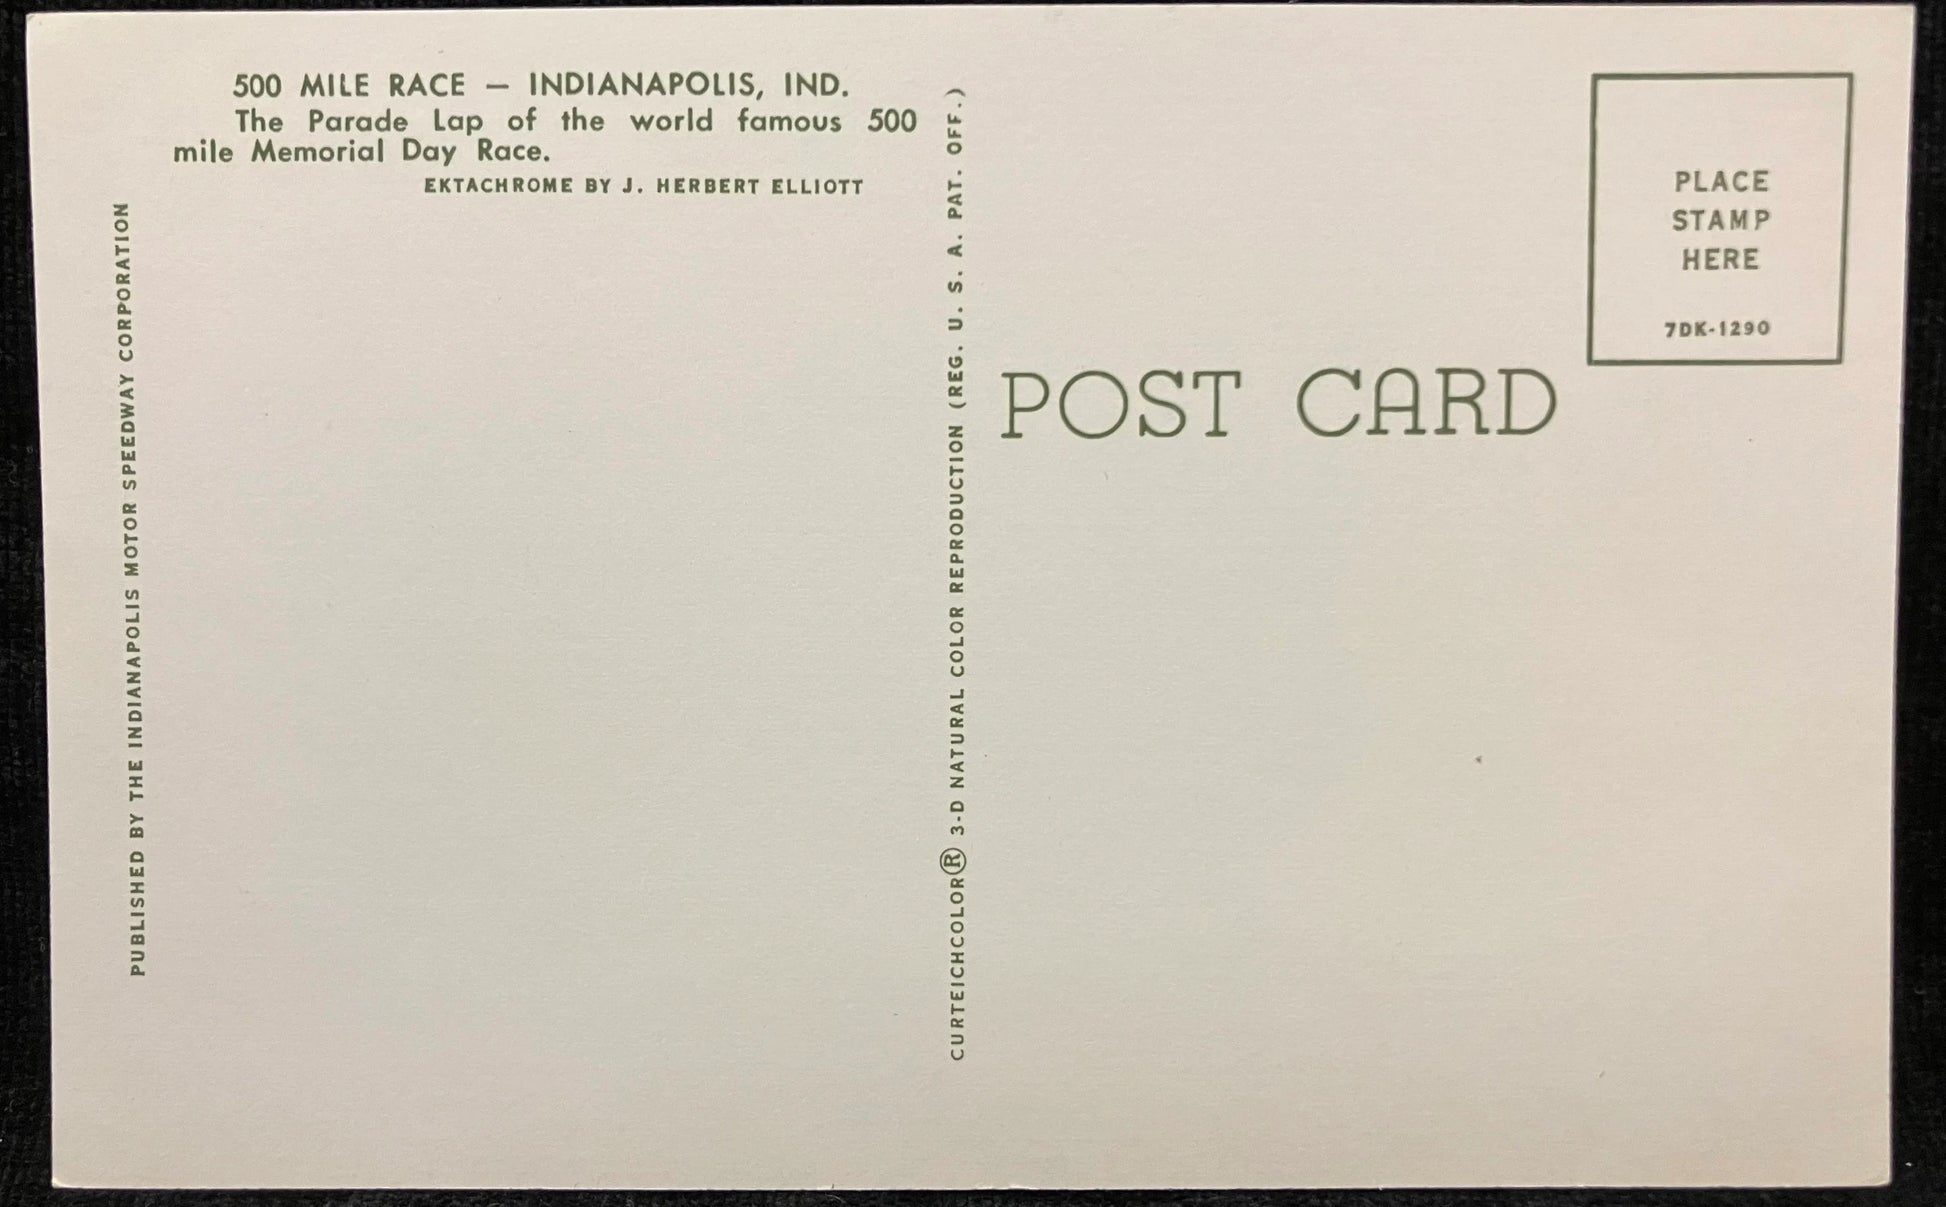 500 MILE RACE — INDIANAPOLIS, IND.
The Parade Lap of the world famous 500
mile Memorial Day Race.
EKTACHROME BY J. HERBERT ELLIOTT
PUBLISHED BY THE INDIANAPOLIS MOTOR SPEEDWAY CORPORATION
CURTEICHCOLOR® 3-D NATURAL COLOR REPRODUCTION (REG. U. S. A. PAT. OFF.)
POST CARD
PLACE
STAMP
HERE
7DK-1290